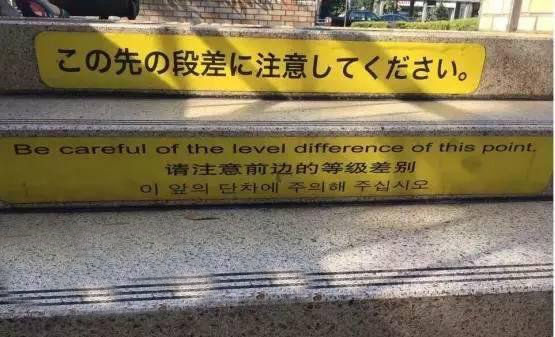 この先の段差に注意してください。
Be careful of the level difference of this point.
请注意前边的等级差别
이 앞의 단차에 주의해 주십시오